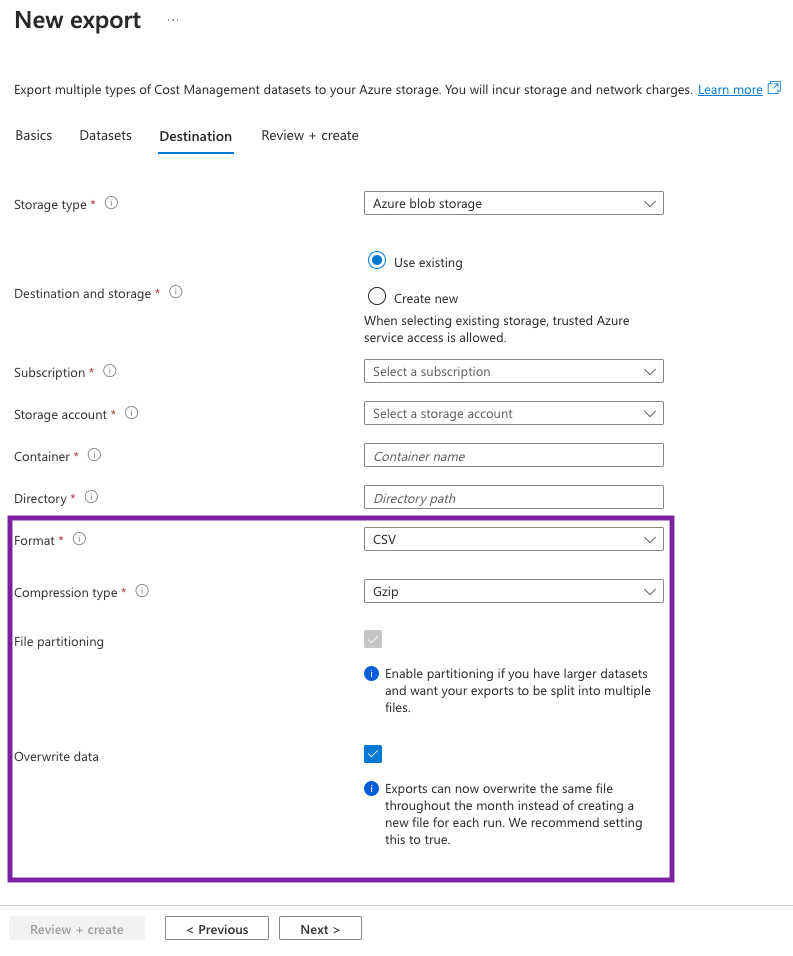 New export ...
Export multiple types of Cost Management datasets to your Azure storage. You will incur storage and network charges. Learn more
Basics Datasets Destination Review + create
Storage type * Azure blob storage
Use existing
Destination and storage *
Create new
When selecting existing storage, trusted Azure
service access is allowed.
Subscription * Select a subscription
Storage account * Select a storage account
Container * Container name
Directory * Directory path
Format * CSV
Compression type * Gzip
File partitioning
Enable partitioning if you have larger datasets
and want your exports to be split into multiple
files.
Overwrite data
Exports can now overwrite the same file
throughout the month instead of creating a
new file for each run. We recommend setting
this to true.
Review + create < Previous Next >